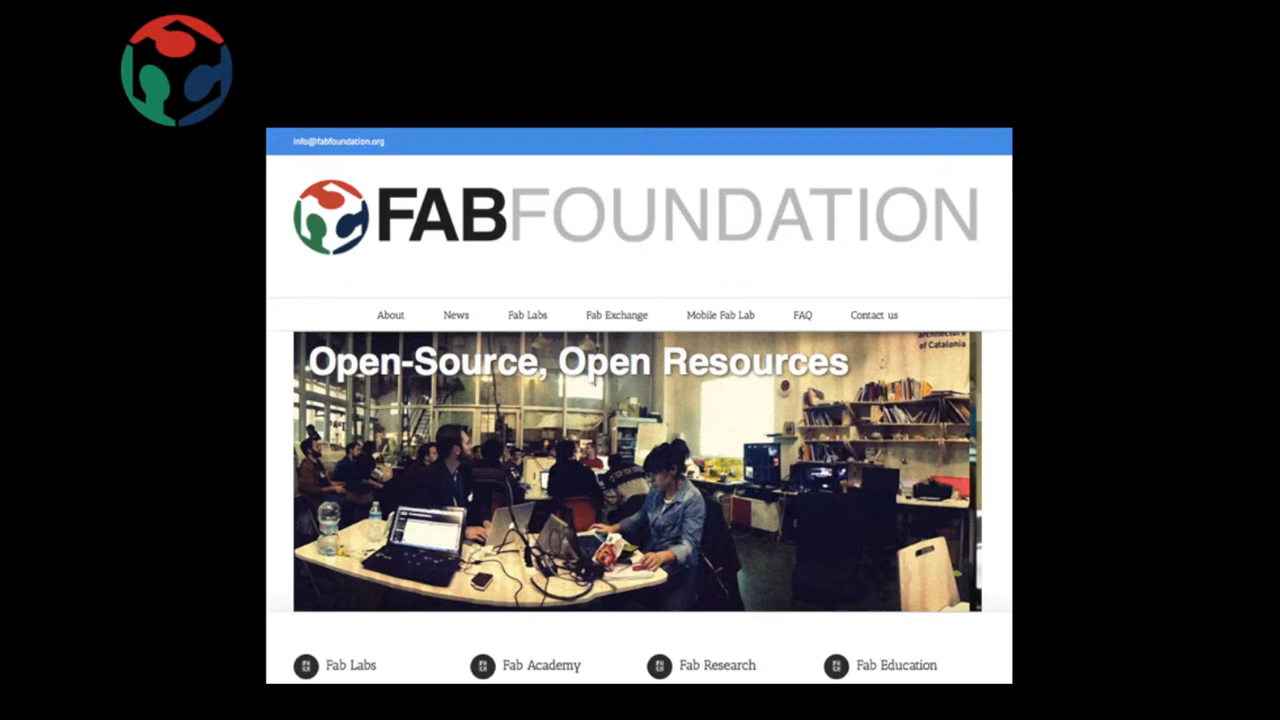 info@fabfoundation.org
FABFOUNDATION
About News Fab Labs Fab Exchange Mobile Fab Lab FAQ Contact us
architecture
of Catalonia
Open-Source, Open Resources
Fab Labs Fab Academy Fab Research Fab Education